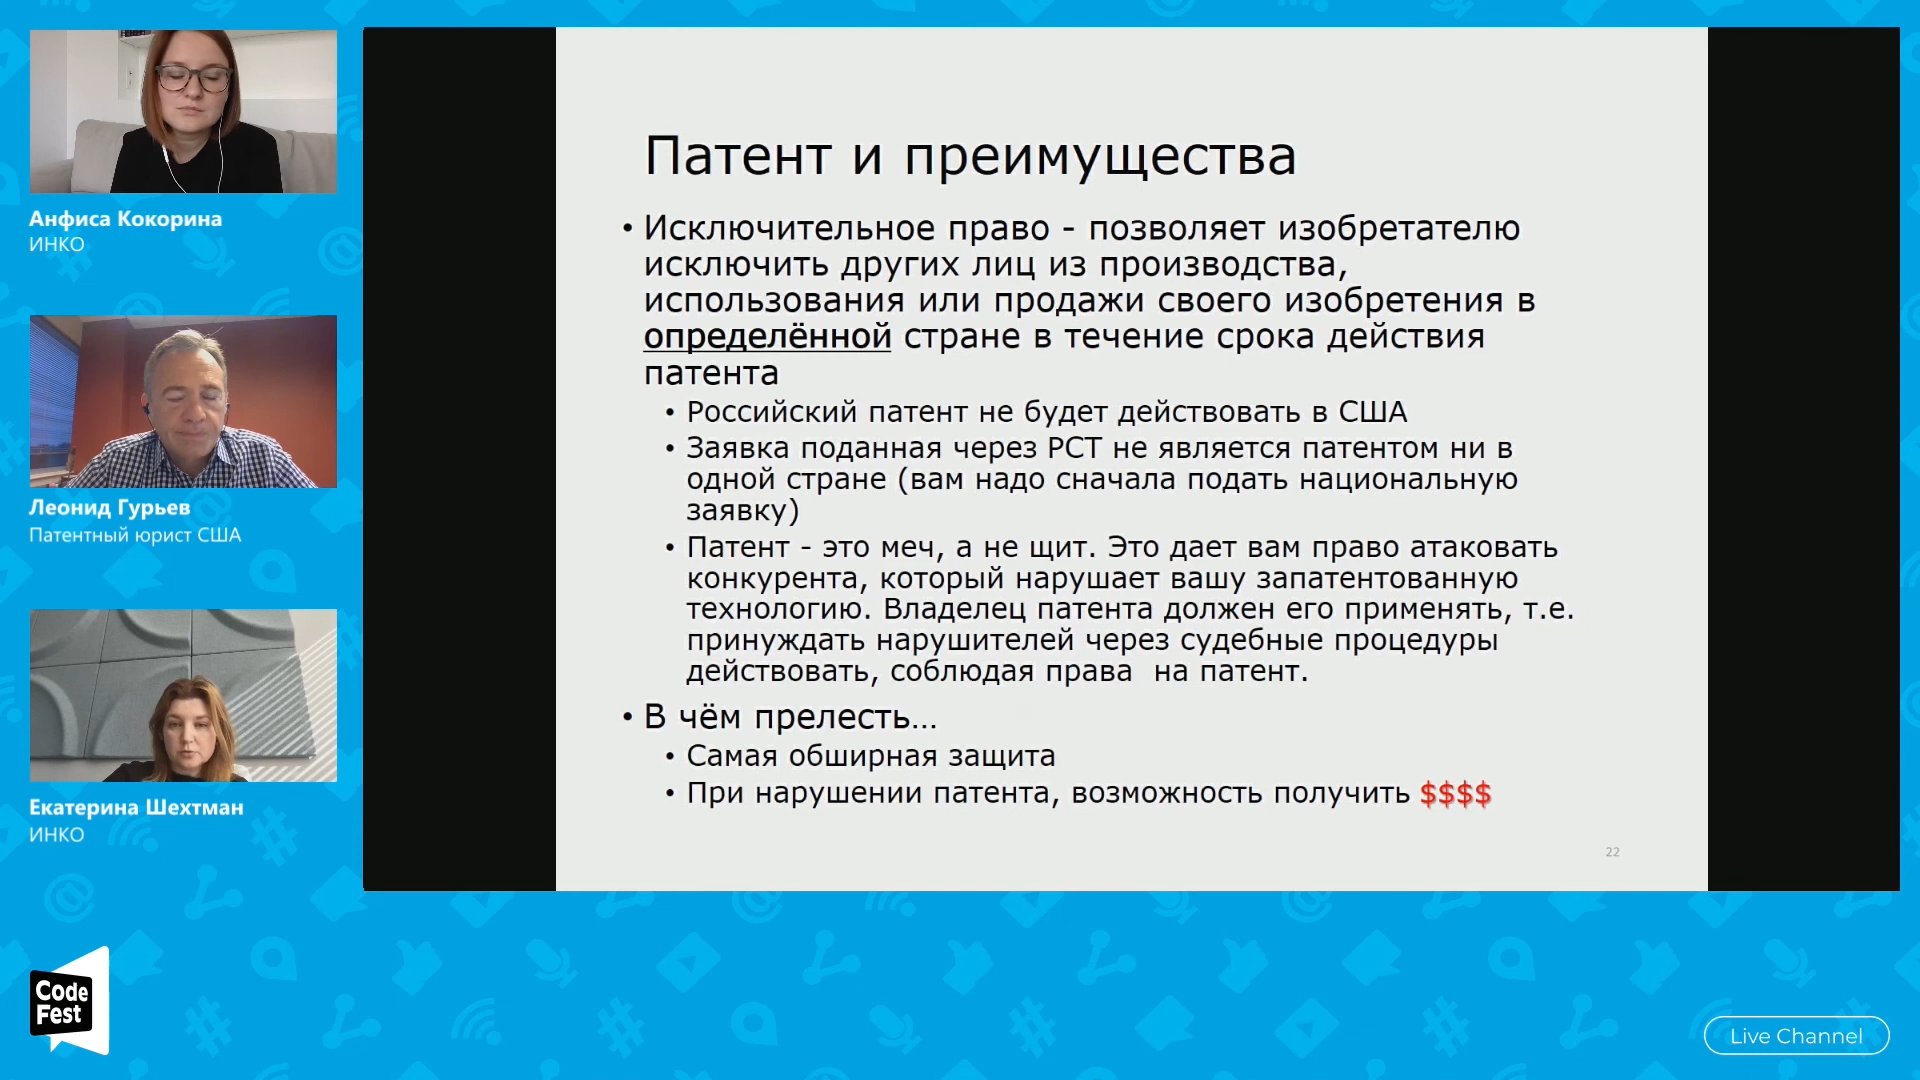 Анфиса Кокорина
ИНКО
Леонид Гурьев
Патентный юрист США
Екатерина Шехтман
ИНКО
Патент и преимущества
• Исключительное право - позволяет изобретателю
исключить других лиц из производства,
использования или продажи своего изобретения в
определённой стране в течение срока действия
патента
• Российский патент не будет действовать в США
• Заявка поданная через РСТ не является патентом ни в
одной стране (вам надо сначала подать национальную
заявку)
• Патент - это меч, а не щит. Это дает вам право атаковать
конкурента, который нарушает вашу запатентованную
технологию. Владелец патента должен его применять, т.е.
принуждать нарушителей через судебные процедуры
действовать, соблюдая права на патент.
• В чём прелесть...
• Самая обширная защита
• При нарушении патента, возможность получить $$$$
22
Code
Fest
Live Channel